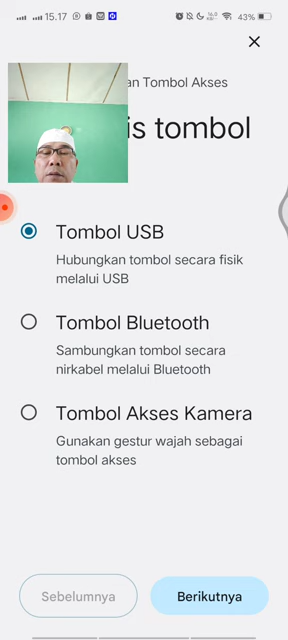 15.17
43%
an Tombol Akses
is tombol
Tombol USB
Hubungkan tombol secara fisik
melalui USB
Tombol Bluetooth
Sambungkan tombol secara
nirkabel melalui Bluetooth
Tombol Akses Kamera
Gunakan gestur wajah sebagai
tombol akses
Sebelumnya
Berikutnya